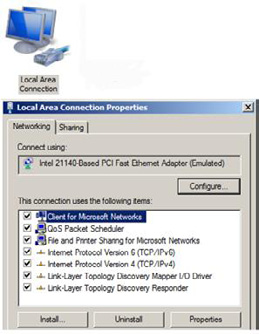 Local Area
Connection
Local Area Connection Properties
Networking Sharing
Connect using:
Intel 21140-Based PCI Fast Ethernet Adapter (Emulated)
Configure...
This connection uses the following items:
Client for Microsoft Networks
QoS Packet Scheduler
File and Printer Sharing for Microsoft Networks
Internet Protocol Version 6 (TCP/IPv6)
Internet Protocol Version 4 (TCP/IPv4)
Link-Layer Topology Discovery Mapper I/O Driver
Link-Layer Topology Discovery Responder
Install... Uninstall Properties